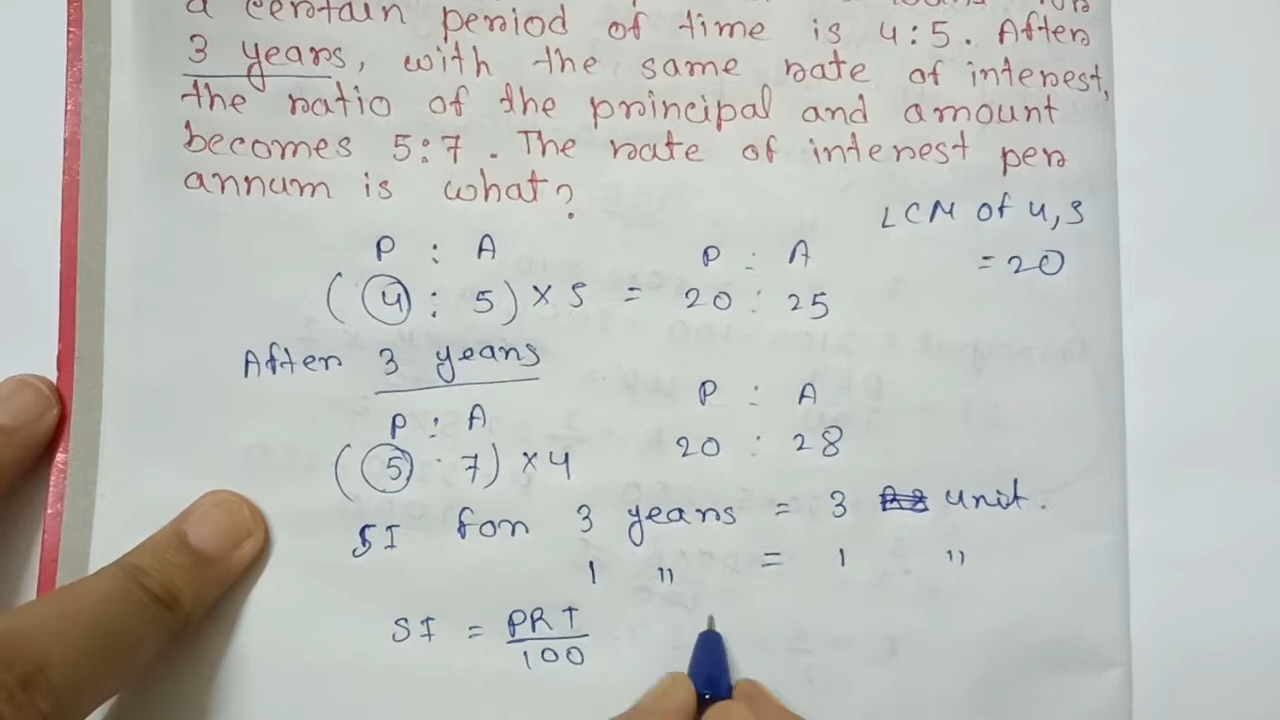 a certain period of time is 4:5. After
3 years, with the same rate of interest,
the ratio of the principal and amount
becomes 5:7. The rate of interest per
annum is what?
LCM of 4,5
= 20
P : A
(4 : 5) × 5 =
P : A
20 : 25
After 3 years
P : A
(5 : 7) × 4
P : A
20 : 28
SI for 3 years = 3 unit.
1 " = 1 "
SI = PRT
100